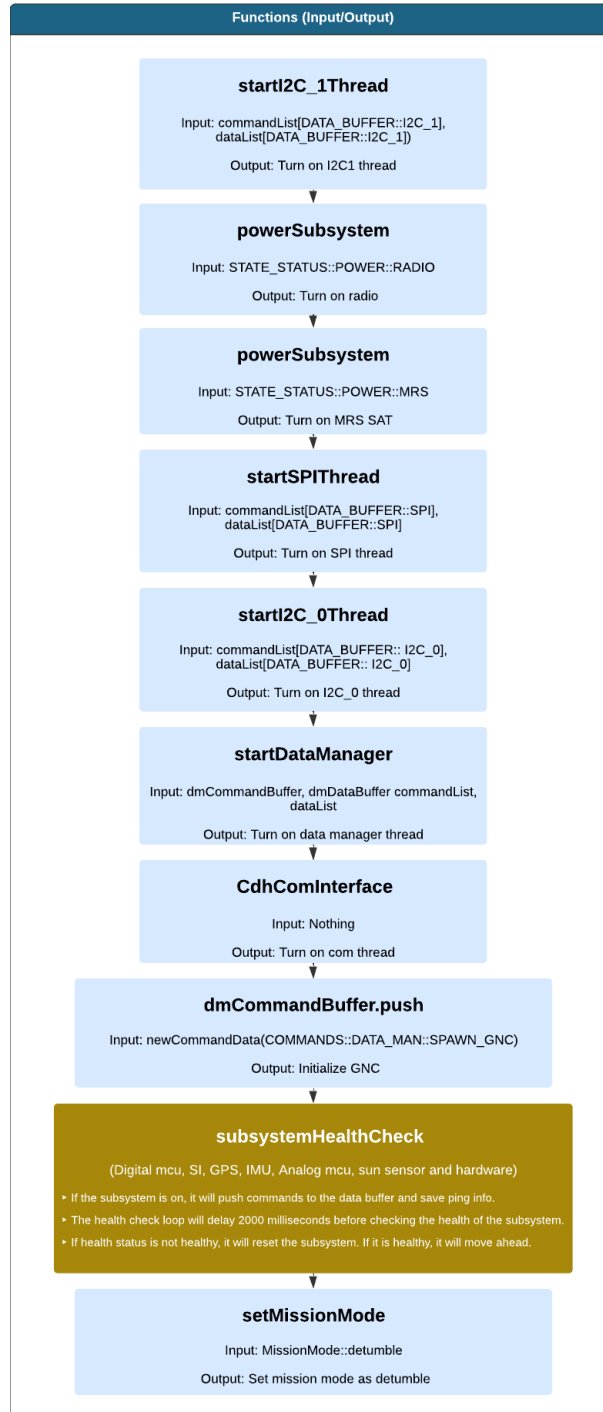 Functions (Input/Output)
startI2C_1Thread
Input: commandList[DATA_BUFFER::I2C_1],
dataList[DATA_BUFFER::I2C_1])
Output: Turn on I2C1 thread
powerSubsystem
Input: STATE_STATUS::POWER::RADIO
Output: Turn on radio
powerSubsystem
Input: STATE_STATUS::POWER::MRS
Output: Turn on MRS SAT
startSPIThread
Input: commandList[DATA_BUFFER::SPI],
dataList[DATA_BUFFER::SPI]
Output: Turn on SPI thread
startI2C_0Thread
Input: commandList[DATA_BUFFER:: I2C_0],
dataList[DATA_BUFFER:: I2C_0]
Output: Turn on I2C_0 thread
startDataManager
Input: dmCommandBuffer, dmDataBuffer commandList,
dataList
Output: Turn on data manager thread
CdhComInterface
Input: Nothing
Output: Turn on com thread
dmCommandBuffer.push
Input: newCommandData(COMMANDS::DATA_MAN::SPAWN_GNC)
Output: Initialize GNC
subsystemHealthCheck
(Digital mcu, SI, GPS, IMU, Analog mcu, sun sensor and hardware)
‣ If the subsystem is on, it will push commands to the data buffer and save ping info.
‣ The health check loop will delay 2000 milliseconds before checking the health of the subsystem.
‣ If health status is not healthy, it will reset the subsystem. If it is healthy, it will move ahead.
setMissionMode
Input: MissionMode::detumble
Output: Set mission mode as detumble